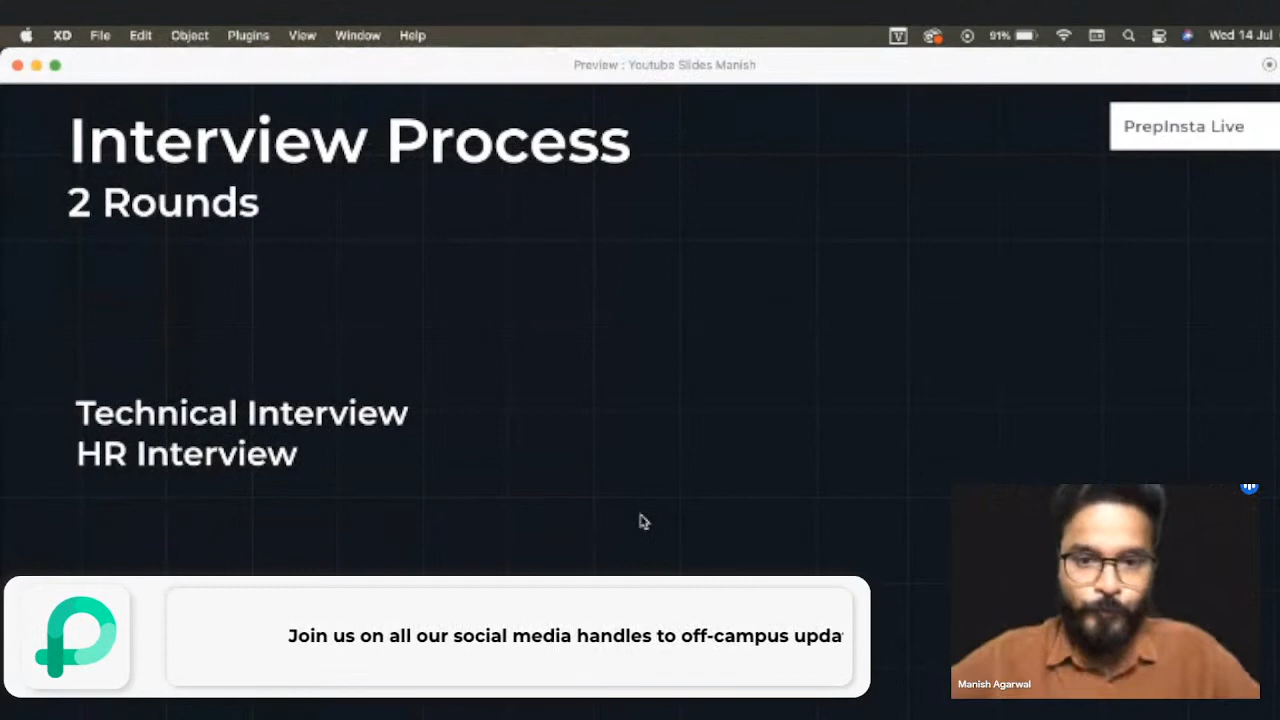 XD File Edit Object Plugins View Window Help 91% Wed 14 Jul
Preview : Youtube Slides Manish
Interview Process
PrepInsta Live
2 Rounds
Technical Interview
HR Interview
Join us on all our social media handles to off-campus upda
Manish Agarwal